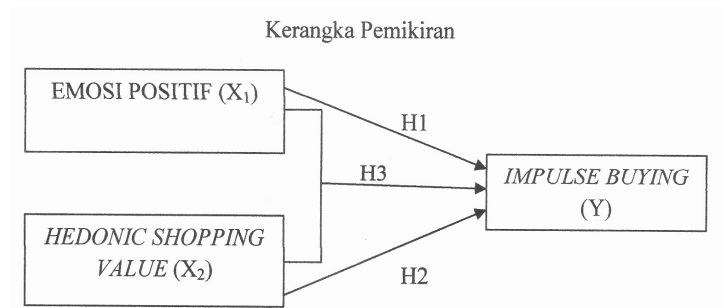 Kerangka Pemikiran
EMOSI POSITIF (X₁)
H1
H3
IMPULSE BUYING
(Y)
HEDONIC SHOPPING
VALUE (X₂)
H2